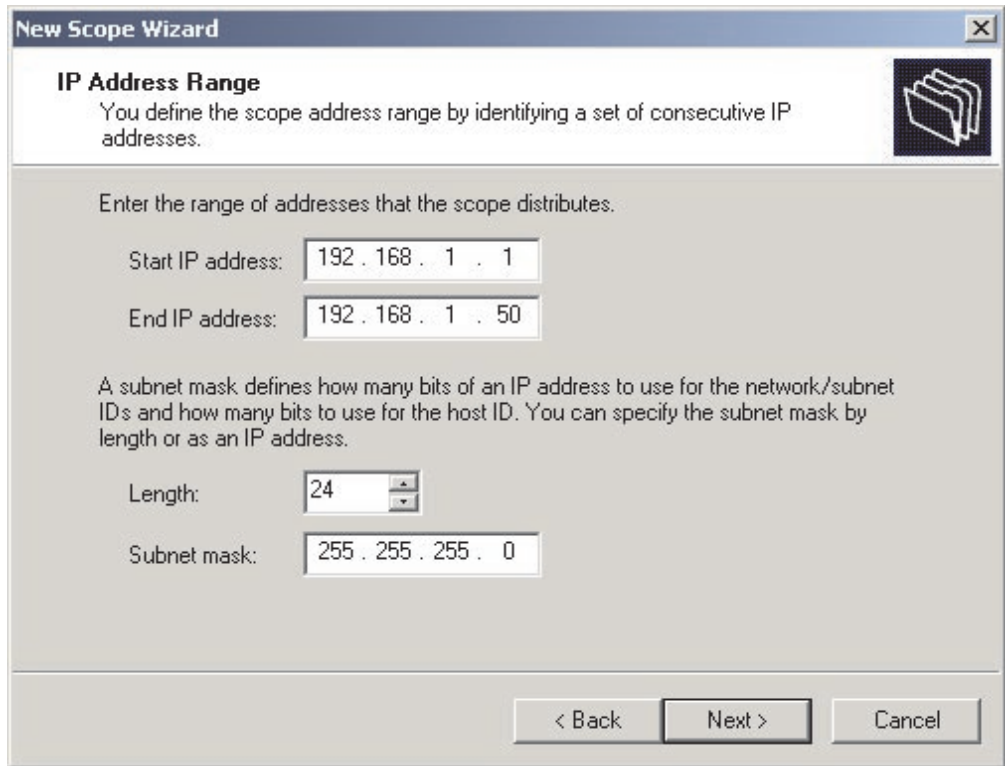 New Scope Wizard
IP Address Range
You define the scope address range by identifying a set of consecutive IP
addresses.
Enter the range of addresses that the scope distributes.
Start IP address: 192 . 168 . 1 . 1
End IP address: 192 . 168 . 1 . 50
A subnet mask defines how many bits of an IP address to use for the network/subnet
IDs and how many bits to use for the host ID. You can specify the subnet mask by
length or as an IP address.
Length: 24
Subnet mask: 255 . 255 . 255 . 0
< Back Next > Cancel